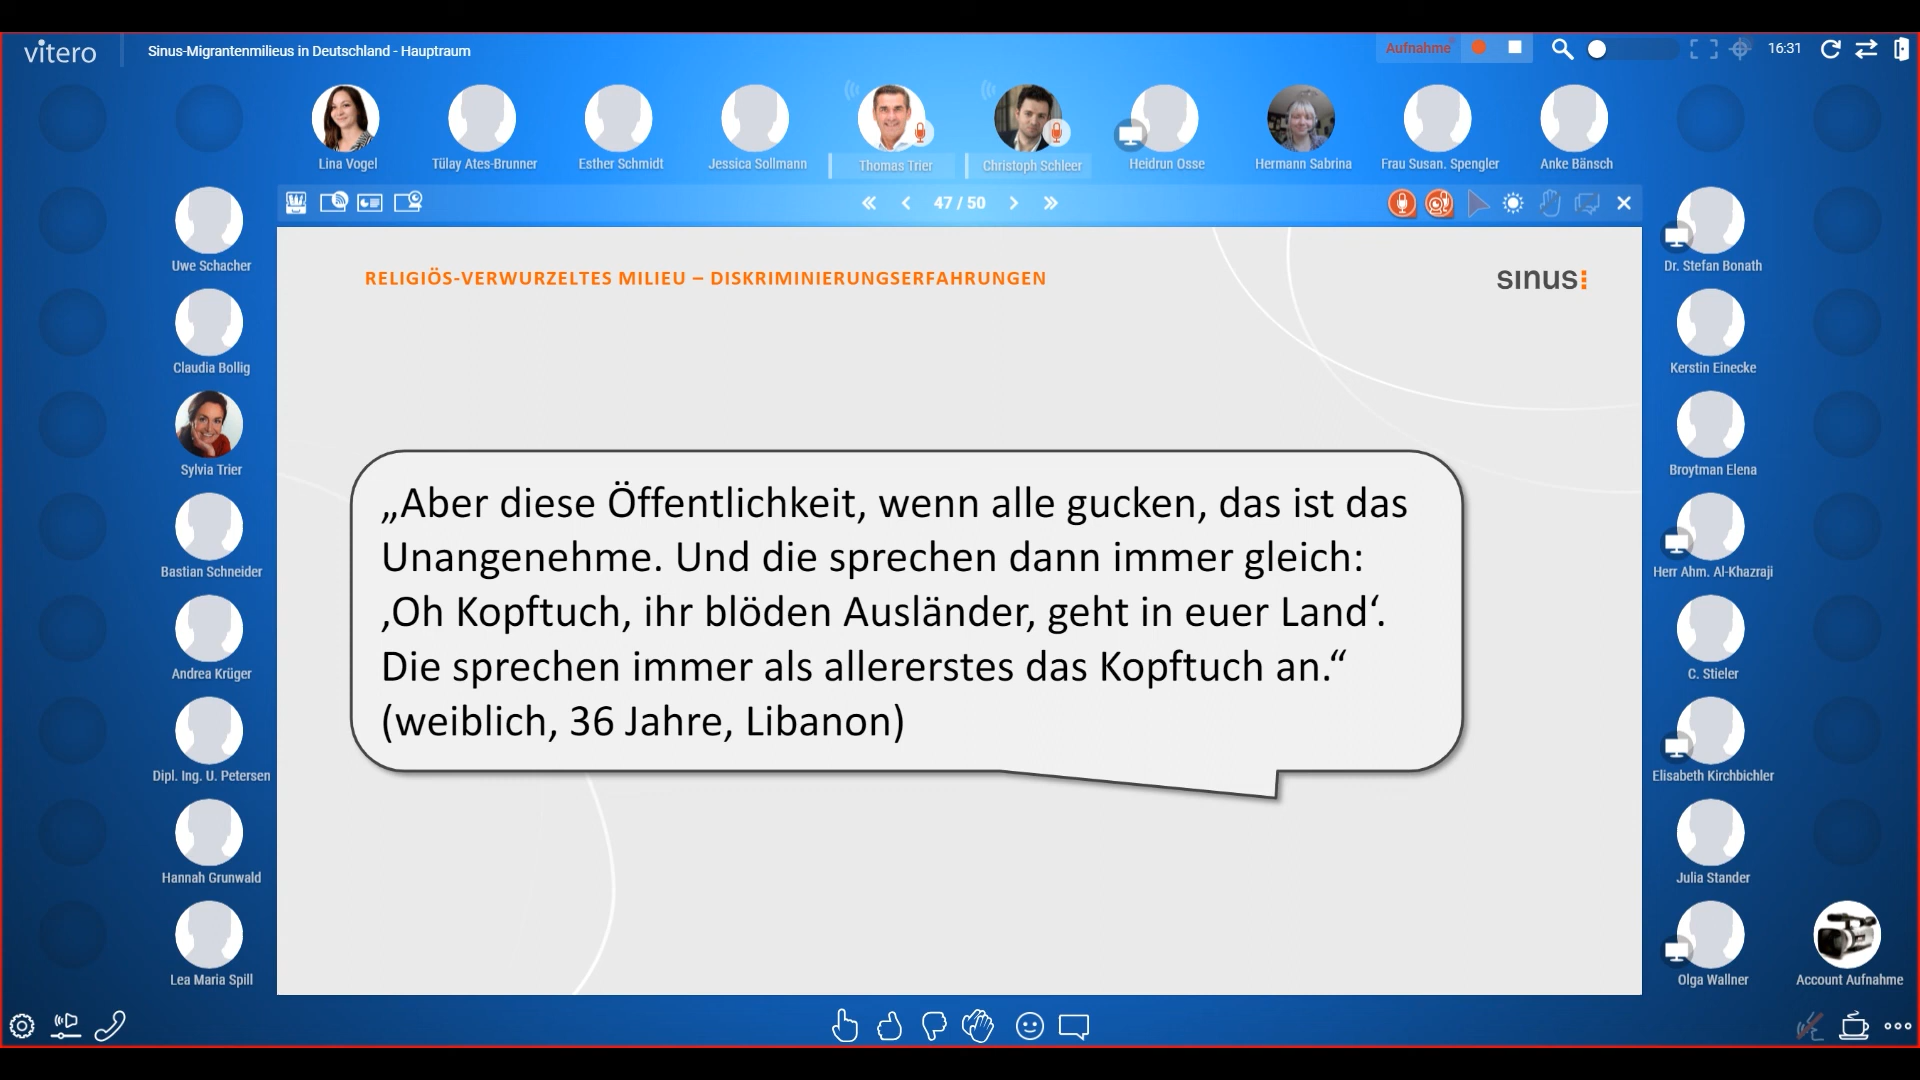 vitero
Sinus-Migrantenmilieus in Deutschland - Hauptraum
Aufnahme
16:31
Lina Vogel
Tülay Ates-Brunner
Esther Schmidt
Jessica Sollmann
Thomas Trier
Christoph Schleer
Heidrun Osse
Hermann Sabrina
Frau Susan. Spengler
Anke Bänsch
47 / 50
Uwe Schacher
Claudia Bollig
Sylvia Trier
Bastian Schneider
Andrea Krüger
Dipl. Ing. U. Petersen
Hannah Grunwald
Lea Maria Spill
RELIGIÖS-VERWURZELTES MILIEU – DISKRIMINIERUNGSERFAHRUNGEN
sınus:
„Aber diese Öffentlichkeit, wenn alle gucken, das ist das
Unangenehme. Und die sprechen dann immer gleich:
‚Oh Kopftuch, ihr blöden Ausländer, geht in euer Land‘.
Die sprechen immer als allererstes das Kopftuch an.“
(weiblich, 36 Jahre, Libanon)
Dr. Stefan Bonath
Kerstin Einecke
Broytman Elena
Herr Ahm. Al-Khazraji
C. Stieler
Elisabeth Kirchbichler
Julia Stander
Olga Wallner
Account Aufnahme